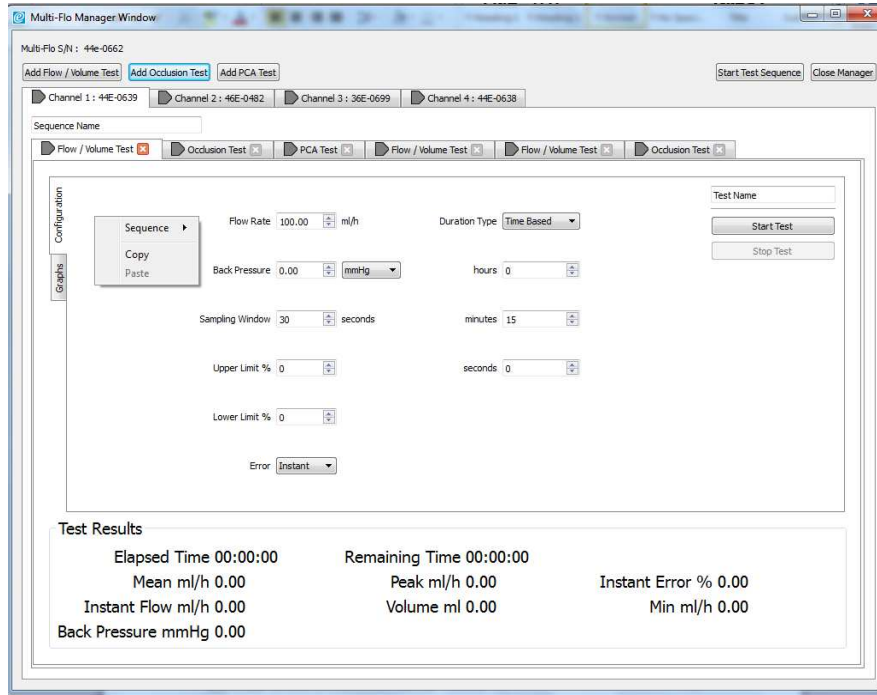 Multi-Flo Manager Window
Multi-Flo S/N : 44e-0662
Add Flow / Volume Test Add Occlusion Test Add PCA Test Start Test Sequence Close Manager
Channel 1 : 44E-0639 Channel 2 : 46E-0482 Channel 3 : 36E-0699 Channel 4 : 44E-0638
Sequence Name
Flow / Volume Test Occlusion Test PCA Test Flow / Volume Test Flow / Volume Test Occlusion Test
Configuration
Graphs
Sequence
Copy
Paste
Flow Rate 100.00 ml/h Duration Type Time Based
Back Pressure 0.00 mmHg hours 0
Sampling Window 30 seconds minutes 15
Upper Limit % 0 seconds 0
Lower Limit % 0
Error Instant
Test Name
Start Test
Stop Test
Test Results
Elapsed Time 00:00:00 Remaining Time 00:00:00
Mean ml/h 0.00 Peak ml/h 0.00 Instant Error % 0.00
Instant Flow ml/h 0.00 Volume ml 0.00 Min ml/h 0.00
Back Pressure mmHg 0.00